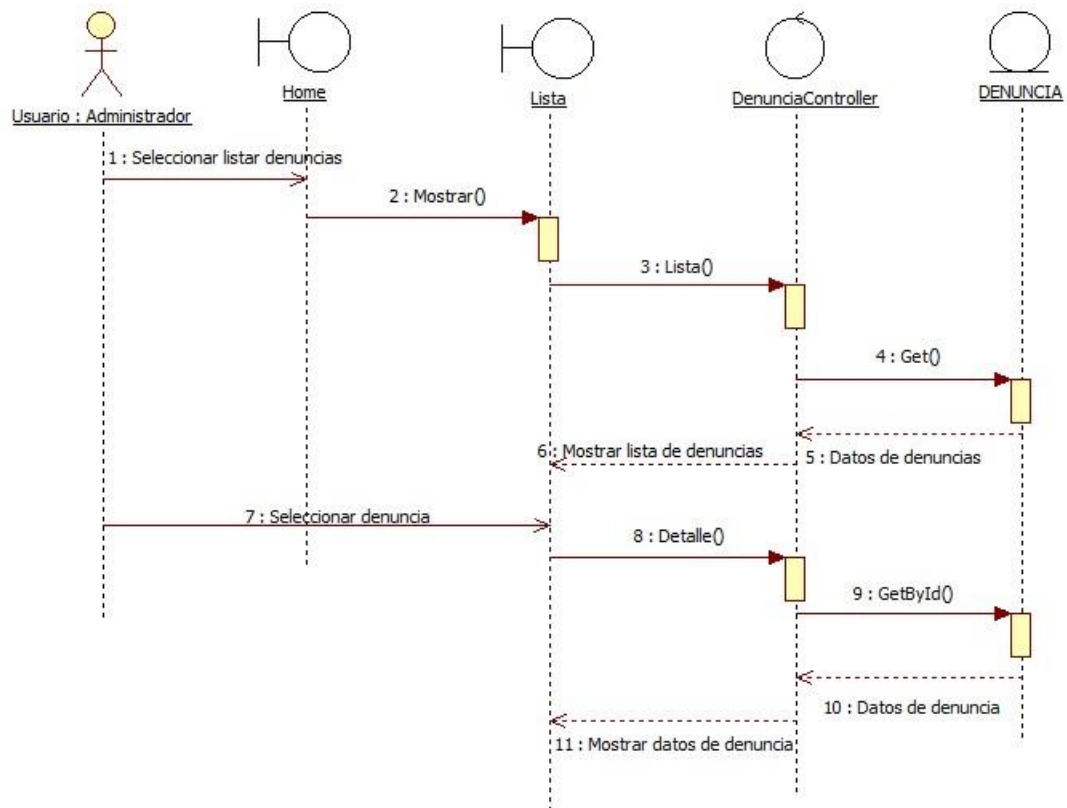 Usuario : Administrador
Home
Lista
DenunciaController
DENUNCIA
1 : Seleccionar listar denuncias
2 : Mostrar()
3 : Lista()
4 : Get()
5 : Datos de denuncias
6 : Mostrar lista de denuncias
7 : Seleccionar denuncia
8 : Detalle()
9 : GetById()
10 : Datos de denuncia
11 : Mostrar datos de denuncia